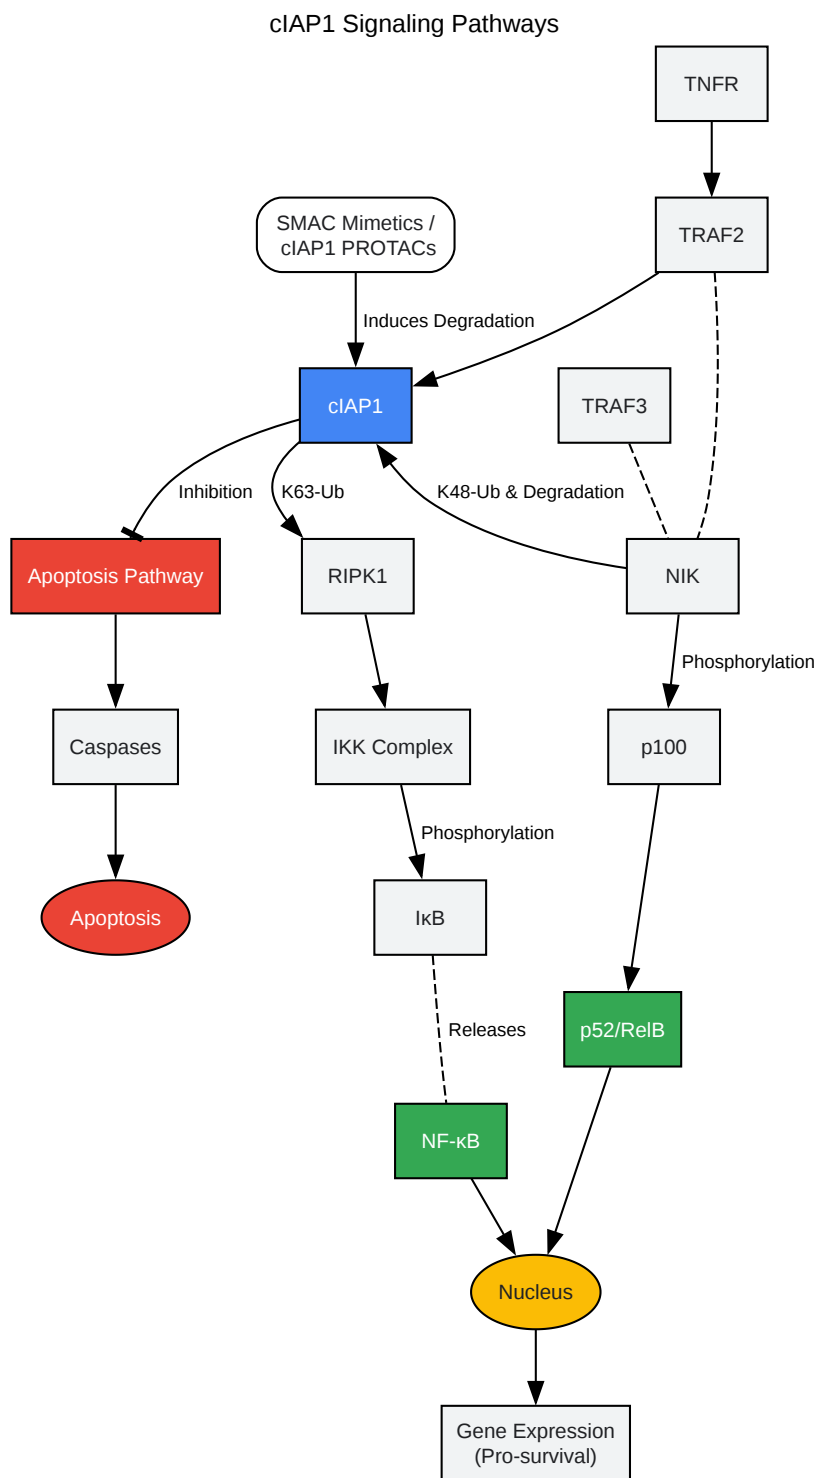 cIAP1 Signaling Pathways
TNFR
SMAC Mimetics /
cIAP1 PROTACs
TRAF2
Induces Degradation
cIAP1
TRAF3
Inhibition
K63-Ub
K48-Ub & Degradation
Apoptosis Pathway
RIPK1
NIK
Phosphorylation
Caspases
IKK Complex
p100
Phosphorylation
Apoptosis
IκB
Releases
p52/RelB
NF-κB
Nucleus
Gene Expression
(Pro-survival)